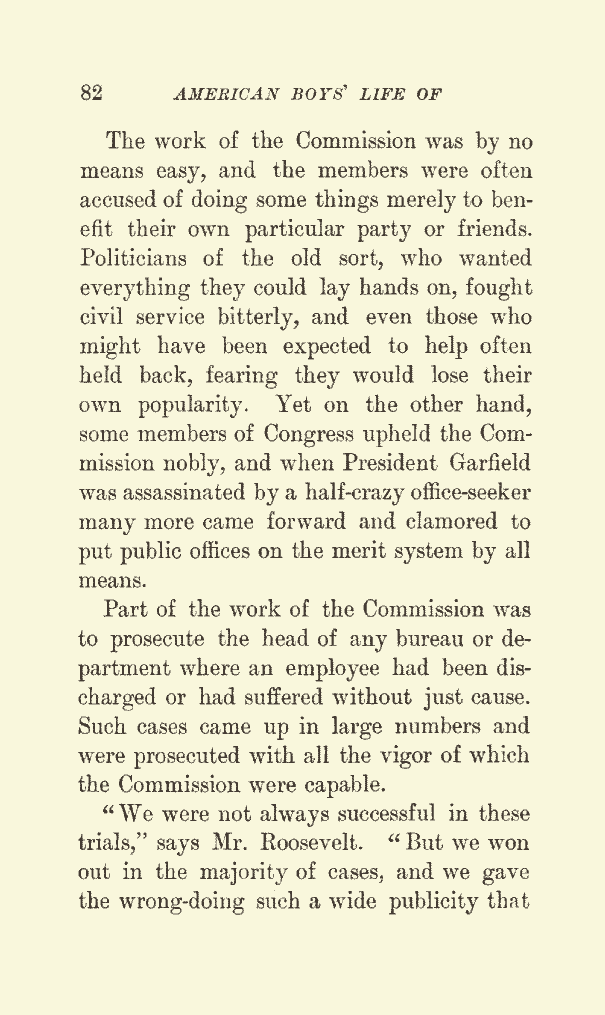 82 AMERICAN BOYS' LIFE OF
The work of the Commission was by no
means easy, and the members were often
accused of doing some things merely to ben-
efit their own particular party or friends.
Politicians of the old sort, who wanted
everything they could lay hands on, fought
civil service bitterly, and even those who
might have been expected to help often
held back, fearing they would lose their
own popularity. Yet on the other hand,
some members of Congress upheld the Com-
mission nobly, and when President Garfield
was assassinated by a half-crazy office-seeker
many more came forward and clamored to
put public offices on the merit system by all
means.
Part of the work of the Commission was
to prosecute the head of any bureau or de-
partment where an employee had been dis-
charged or had suffered without just cause.
Such cases came up in large numbers and
were prosecuted with all the vigor of which
the Commission were capable.
"We were not always successful in these
trials," says Mr. Roosevelt. "But we won
out in the majority of cases, and we gave
the wrong-doing such a wide publicity that